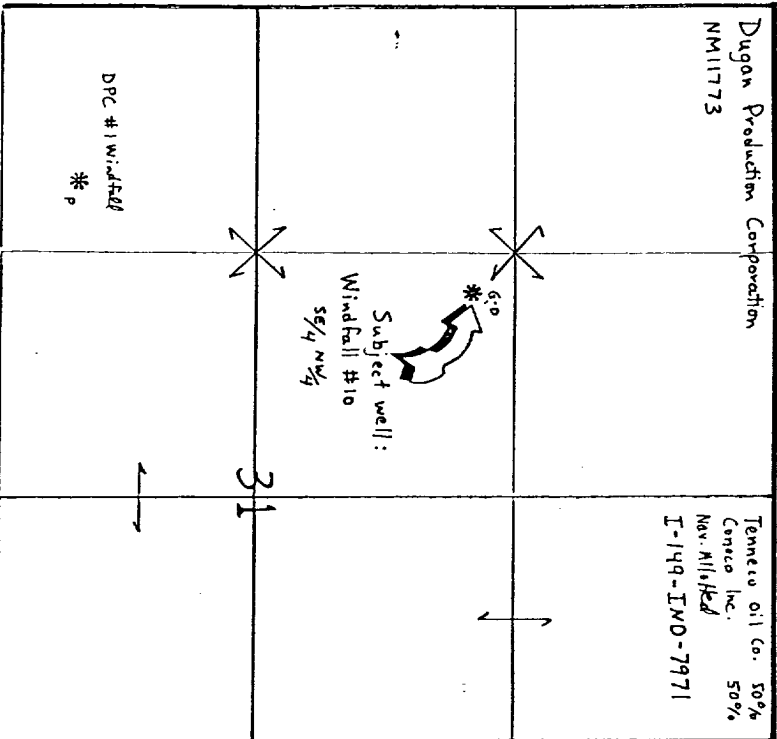 Dugan Production Corporation
NM11773
Tenneco Oil Co. 50%
Conoco Inc. 50%
Nav. Allotted
I-149-IND-7971
G.D
Subject well:
Windfall #10
SE/4 NW/4
31
DPC #1 Windfall
P